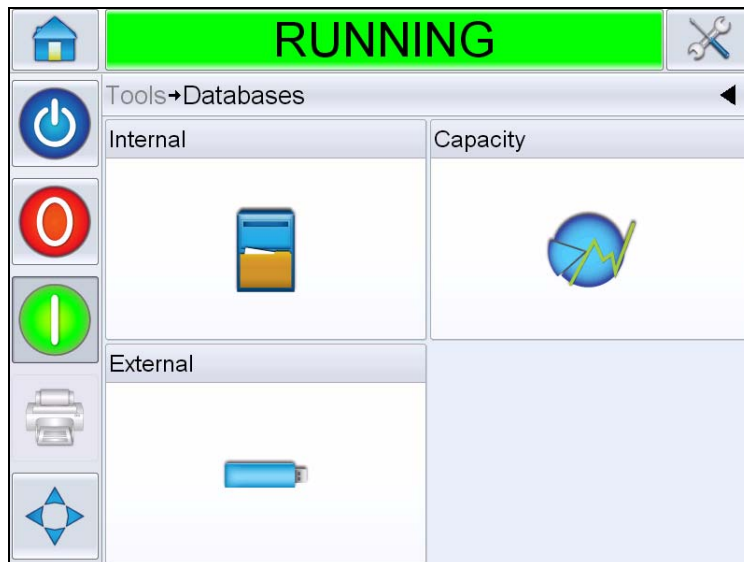 RUNNING
Tools→Databases
Internal
Capacity
External